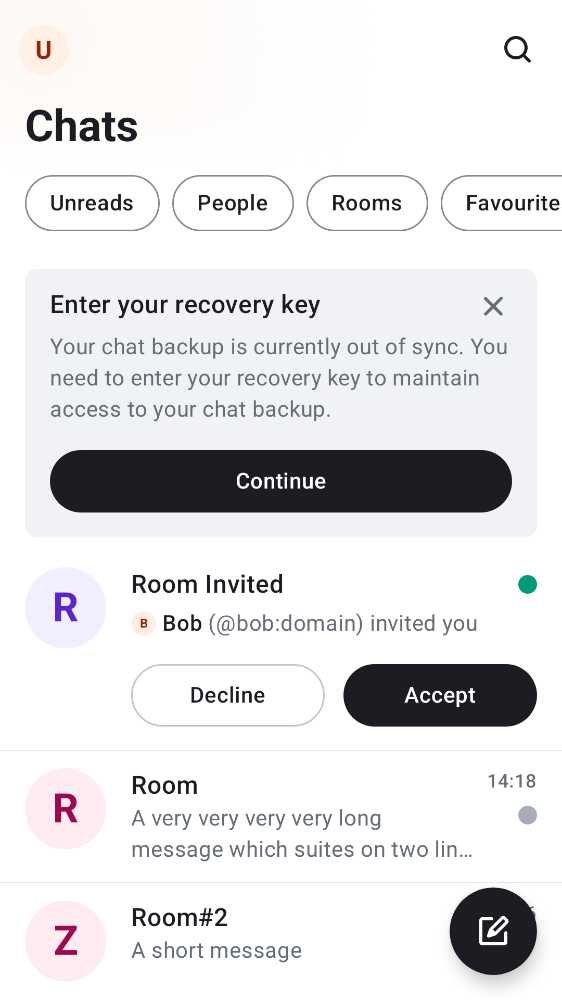 U
Chats
Unreads People Rooms Favourite
Enter your recovery key
Your chat backup is currently out of sync. You
need to enter your recovery key to maintain
access to your chat backup.
Continue
R
Room Invited
B Bob (@bob:domain) invited you
Decline Accept
R
Room 14:18
A very very very very long
message which suites on two lin…
Z
Room#2
A short message